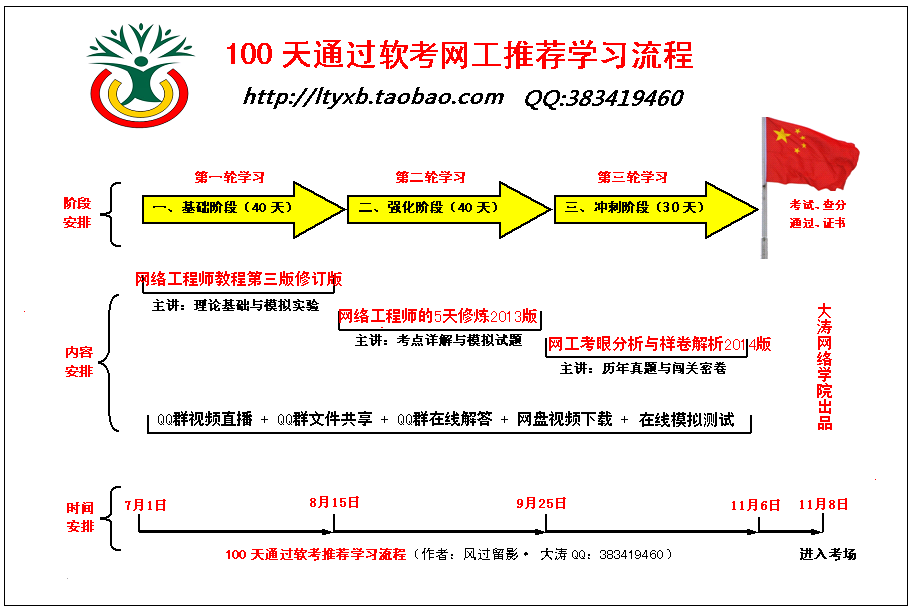 100 天通过软考网工推荐学习流程
http://ltyxb.taobao.com QQ:383419460
第一轮学习
第二轮学习
第三轮学习
阶段
安排
一、基础阶段（40 天）
二、强化阶段（40 天）
三、冲刺阶段（30 天）
考试、查分
通过、证书
网络工程师教程第三版修订版
主讲：理论基础与模拟实验
网络工程师的5天修炼2013版
主讲：考点详解与模拟试题
网工考眼分析与样卷解析2014版
主讲：历年真题与闯关密卷
内容
安排
QQ群视频直播 + QQ群文件共享 + QQ群在线解答 + 网盘视频下载 + 在线模拟测试
大涛网络学院出品
时间
安排
7月1日
8月15日
9月25日
11月6日
11月8日
100 天通过软考推荐学习流程（作者：风过留影· 大涛 QQ：383419460）
进入考场